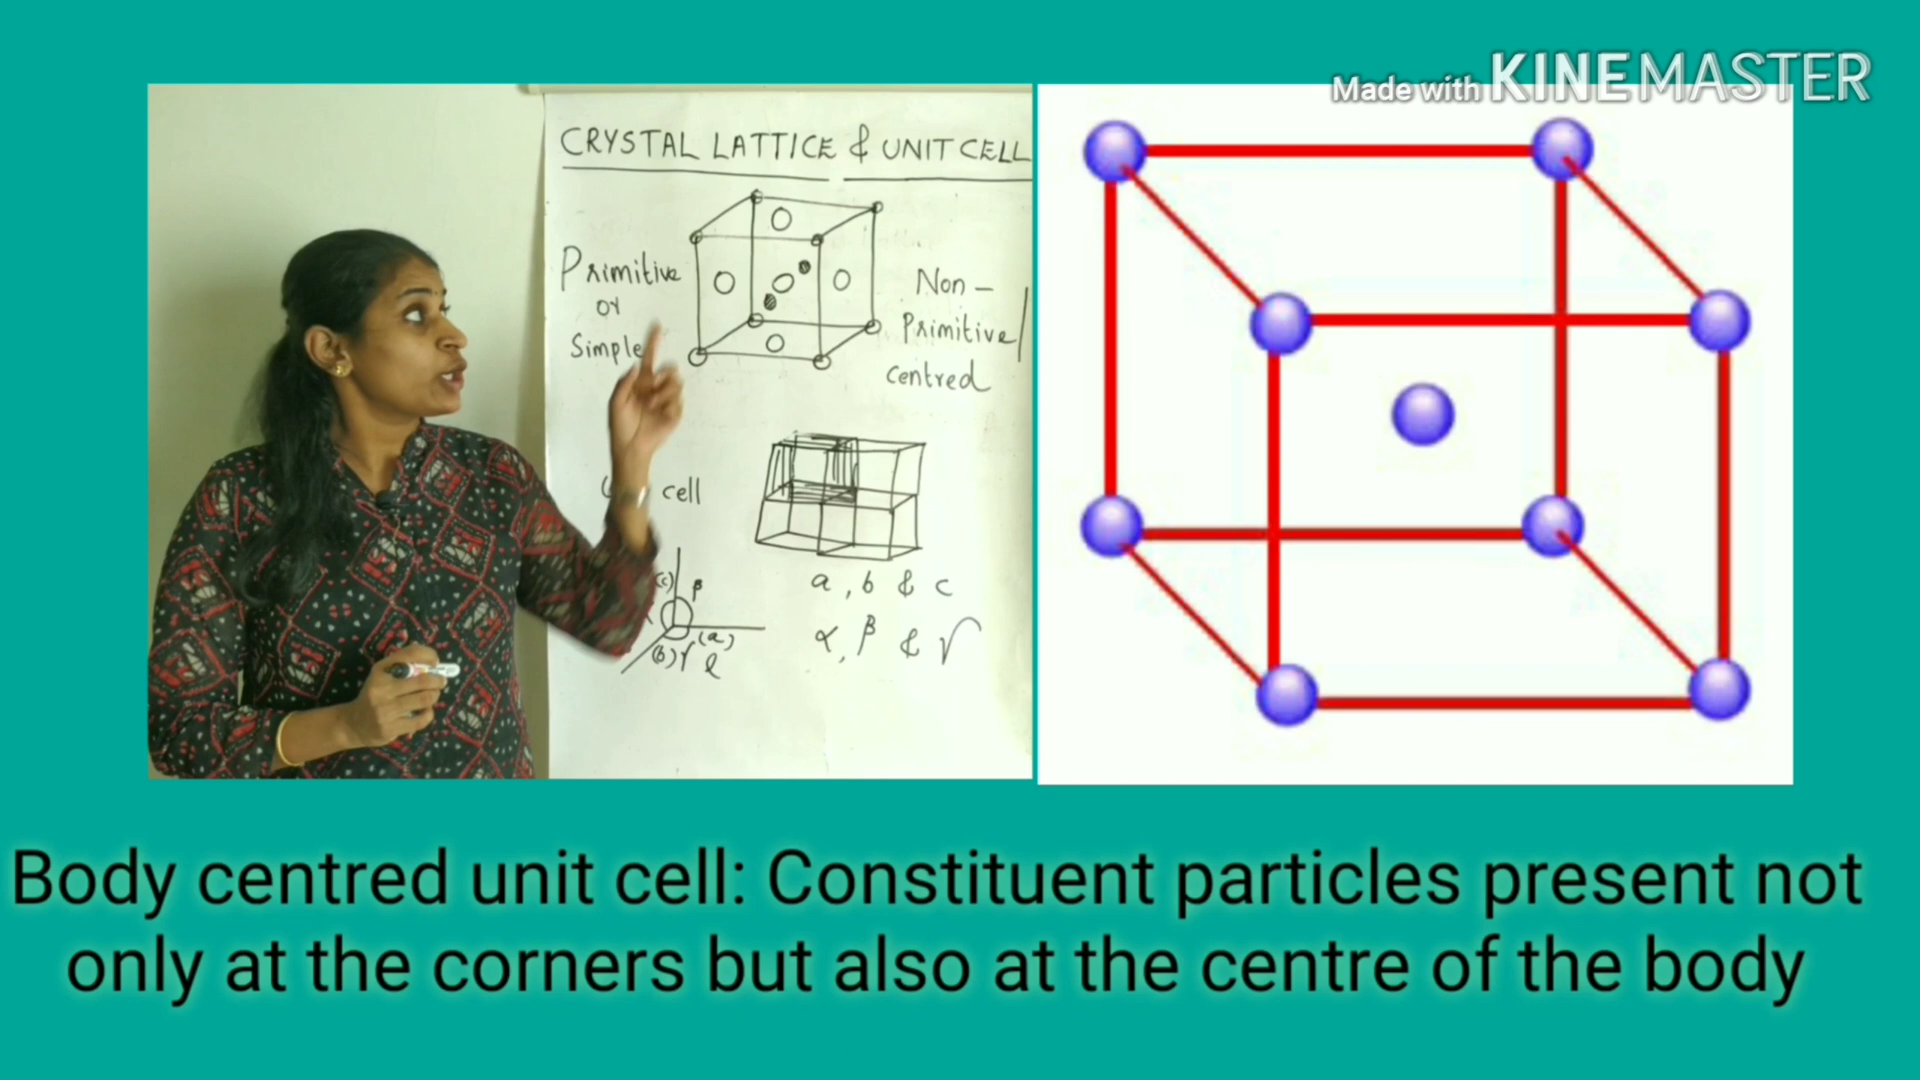 Made with KINEMASTER
CRYSTAL LATTICE & UNIT CELL
Primitive
or
Simple
Non-
Primitive/
centred
cell
(c) β
(a)
(b) γ l
a, b & c
α, β & γ
Body centred unit cell: Constituent particles present not
only at the corners but also at the centre of the body